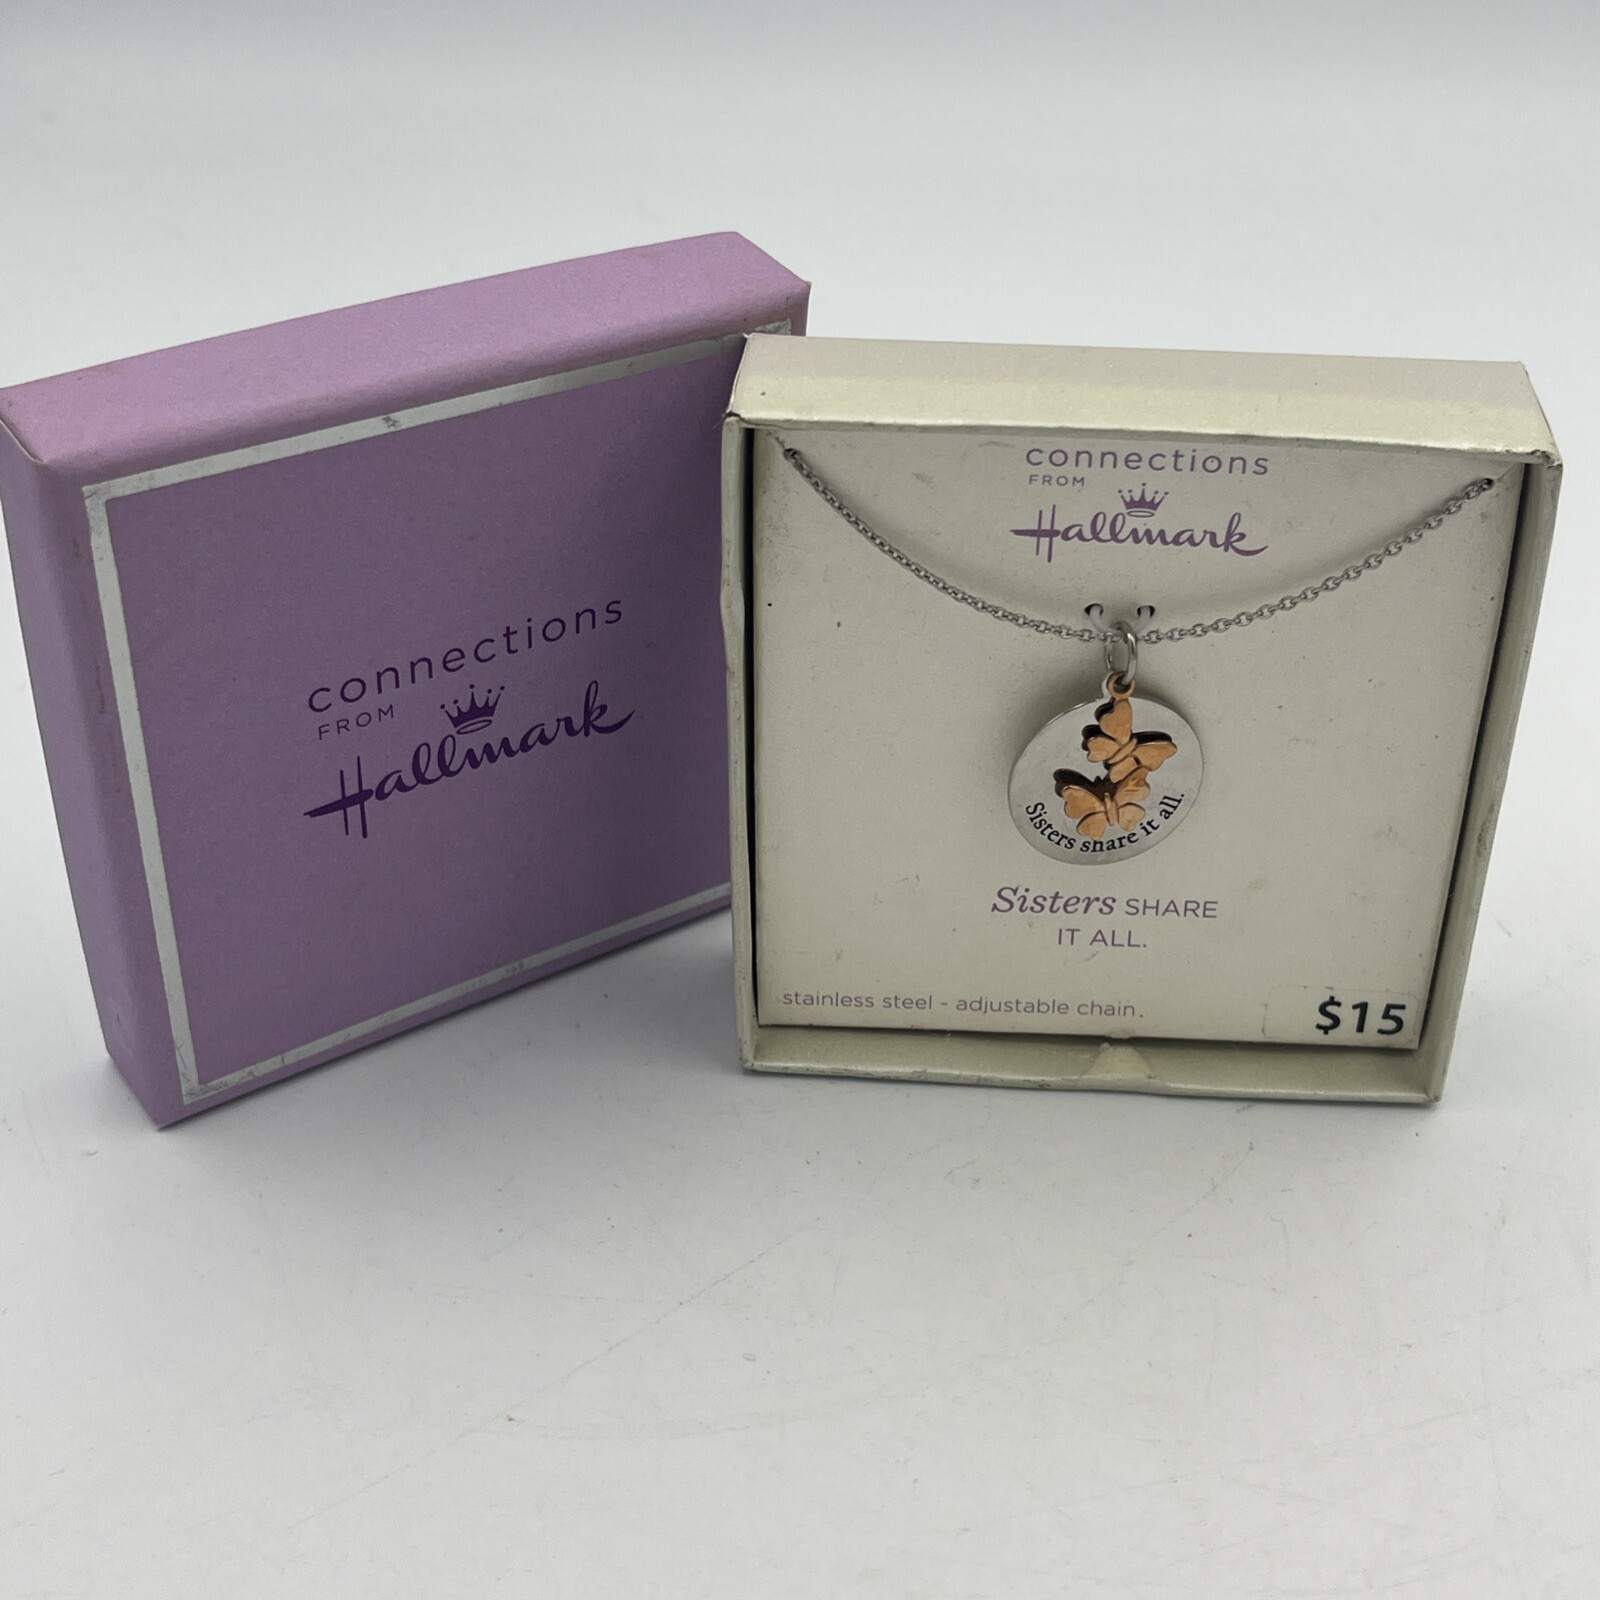 connections
FROM
Hallmark
connections
FROM
Hallmark
Sisters share it all.
Sisters SHARE
IT ALL.
stainless steel - adjustable chain.
$15